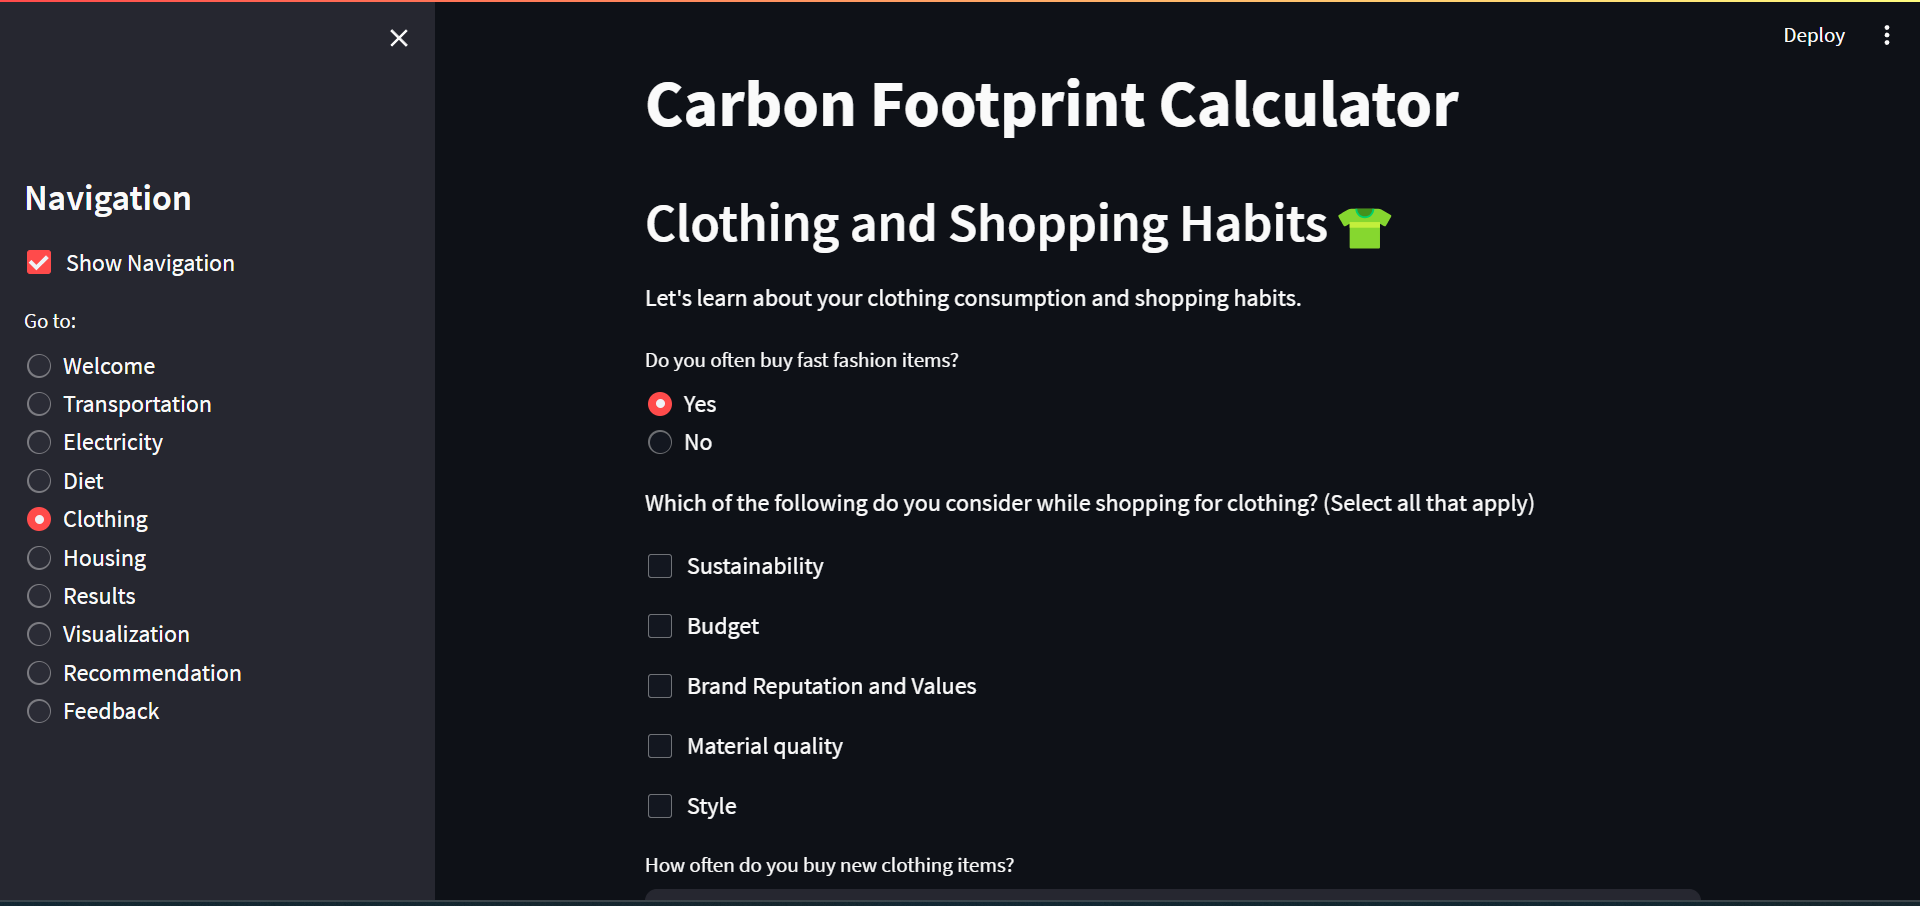 Deploy
Navigation
Show Navigation
Go to:
Welcome
Transportation
Electricity
Diet
Clothing
Housing
Results
Visualization
Recommendation
Feedback
Carbon Footprint Calculator
Clothing and Shopping Habits
Let's learn about your clothing consumption and shopping habits.
Do you often buy fast fashion items?
Yes
No
Which of the following do you consider while shopping for clothing? (Select all that apply)
Sustainability
Budget
Brand Reputation and Values
Material quality
Style
How often do you buy new clothing items?